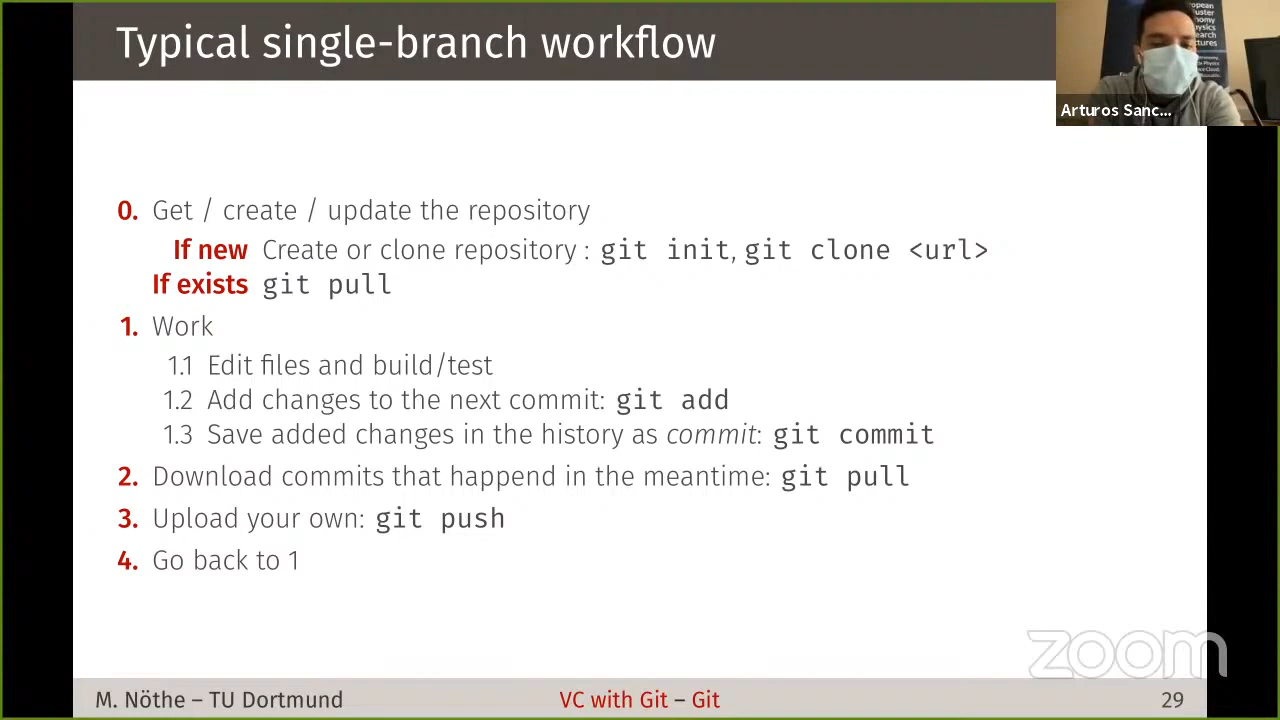 Typical single-branch workflow
0. Get / create / update the repository
If new Create or clone repository : git init, git clone <url>
If exists git pull
1. Work
1.1 Edit files and build/test
1.2 Add changes to the next commit: git add
1.3 Save added changes in the history as commit: git commit
2. Download commits that happend in the meantime: git pull
3. Upload your own: git push
4. Go back to 1
M. Nöthe – TU Dortmund
VC with Git – Git
29
Arturos Sanc...
zoom